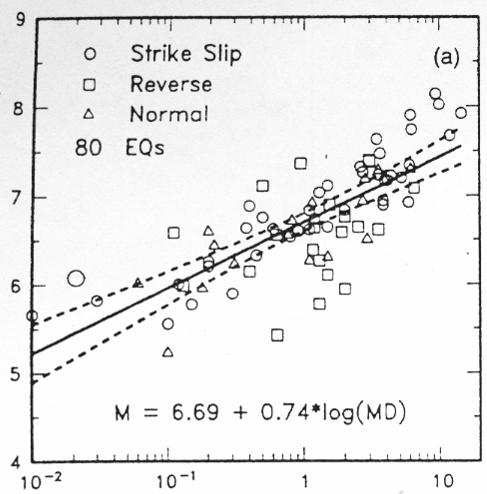 9
(a)
Strike Slip
Reverse
Normal
80 EQs
8
7
6
5
M = 6.69 + 0.74*log(MD)
4
10⁻² 10⁻¹ 1 10